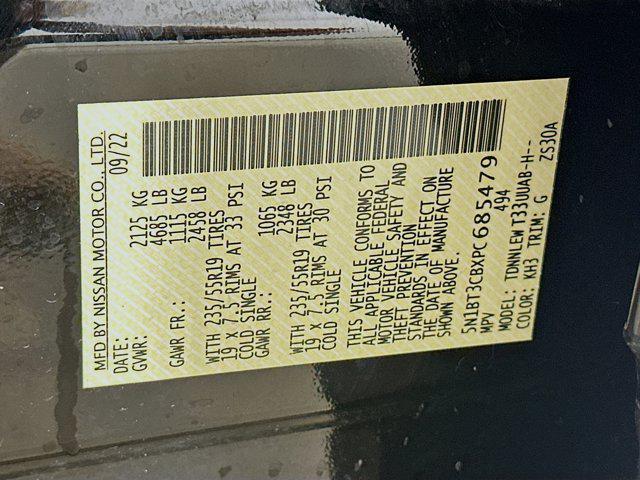 MFD BY NISSAN MOTOR CO., LTD.
DATE: 09/22
GVWR: 2125 KG
4685 LB
GAWR FR.: 1115 KG
2458 LB
WITH 235/55R19 TIRES
19 X 7.5 RIMS AT 33 PSI
COLD SINGLE
GAWR RR.: 1065 KG
2348 LB
WITH 235/55R19 TIRES
19 X 7.5 RIMS AT 30 PSI
COLD SINGLE
THIS VEHICLE CONFORMS TO
ALL APPLICABLE FEDERAL
MOTOR VEHICLE SAFETY AND
THEFT PREVENTION
STANDARDS IN EFFECT ON
THE DATE OF MANUFACTURE
SHOWN ABOVE.
5N1BT3CBXPC685479
MPV 494
MODEL: TDNNLEW T33UUAB-H--
COLOR: KH3 TRIM: G ZS30A